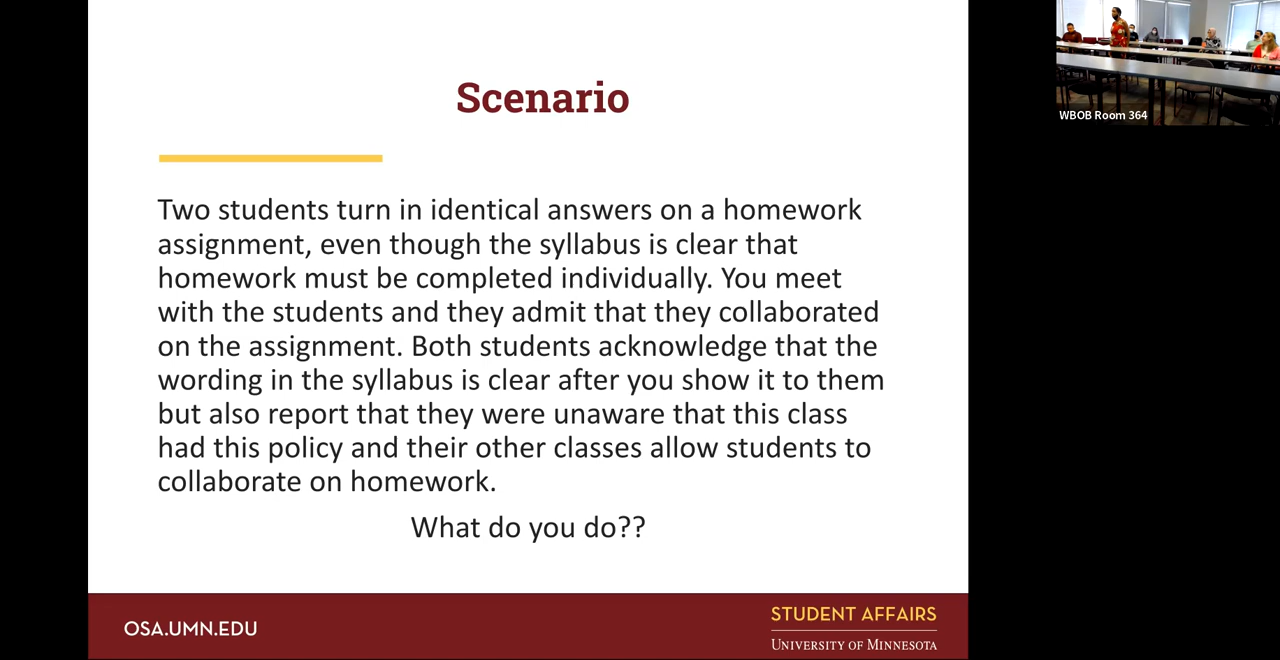 Scenario
Two students turn in identical answers on a homework
assignment, even though the syllabus is clear that
homework must be completed individually. You meet
with the students and they admit that they collaborated
on the assignment. Both students acknowledge that the
wording in the syllabus is clear after you show it to them
but also report that they were unaware that this class
had this policy and their other classes allow students to
collaborate on homework.
What do you do??
OSA.UMN.EDU
STUDENT AFFAIRS
UNIVERSITY OF MINNESOTA
WBOB Room 364